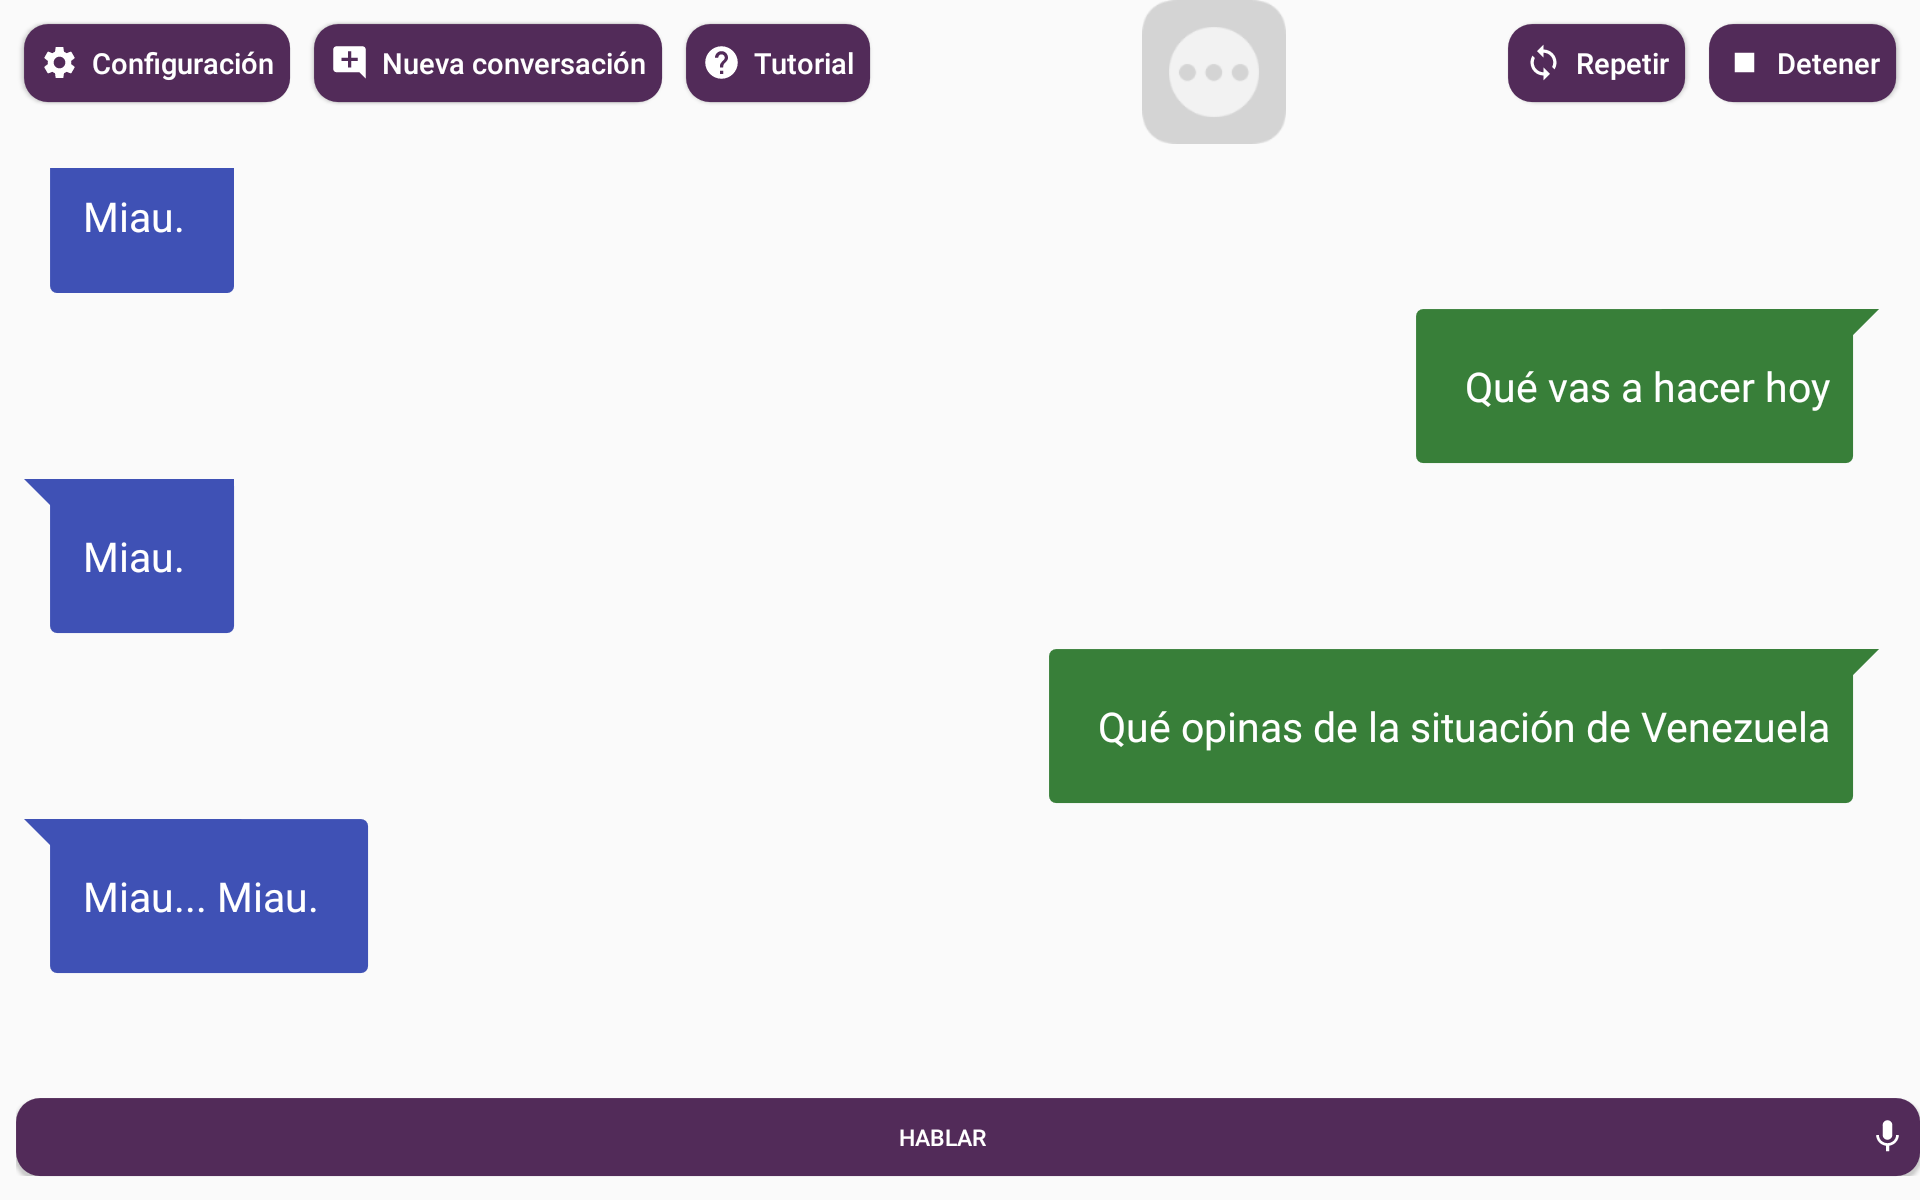 Configuración
Nueva conversación
Tutorial
Repetir
Detener
Miau.
Qué vas a hacer hoy
Miau.
Qué opinas de la situación de Venezuela
Miau... Miau.
HABLAR